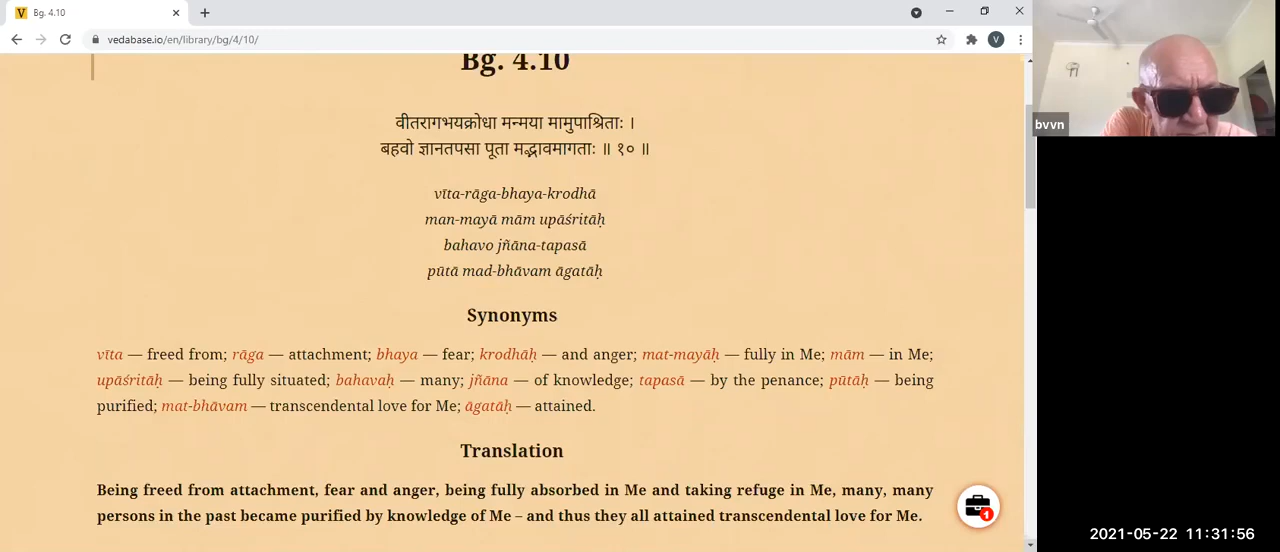 Bg. 4.10
vedabase.io/en/library/bg/4/10/
V
Bg. 4.10
वीतरागभयक्रोधा मन्मया मामुपाश्रिताः ।
बहवो ज्ञानतपसा पूता मद्भावमागताः ॥ १० ॥
vīta-rāga-bhaya-krodhā
man-mayā mām upāśritāḥ
bahavo jñāna-tapasā
pūtā mad-bhāvam āgatāḥ
Synonyms
vīta — freed from; rāga — attachment; bhaya — fear; krodhāḥ — and anger; mat-mayāḥ — fully in Me; mām — in Me;
upāśritāḥ — being fully situated; bahavaḥ — many; jñāna — of knowledge; tapasā — by the penance; pūtāḥ — being
purified; mat-bhāvam — transcendental love for Me; āgatāḥ — attained.
Translation
Being freed from attachment, fear and anger, being fully absorbed in Me and taking refuge in Me, many, many
persons in the past became purified by knowledge of Me – and thus they all attained transcendental love for Me.
1
bvvn
2021-05-22 11:31:56